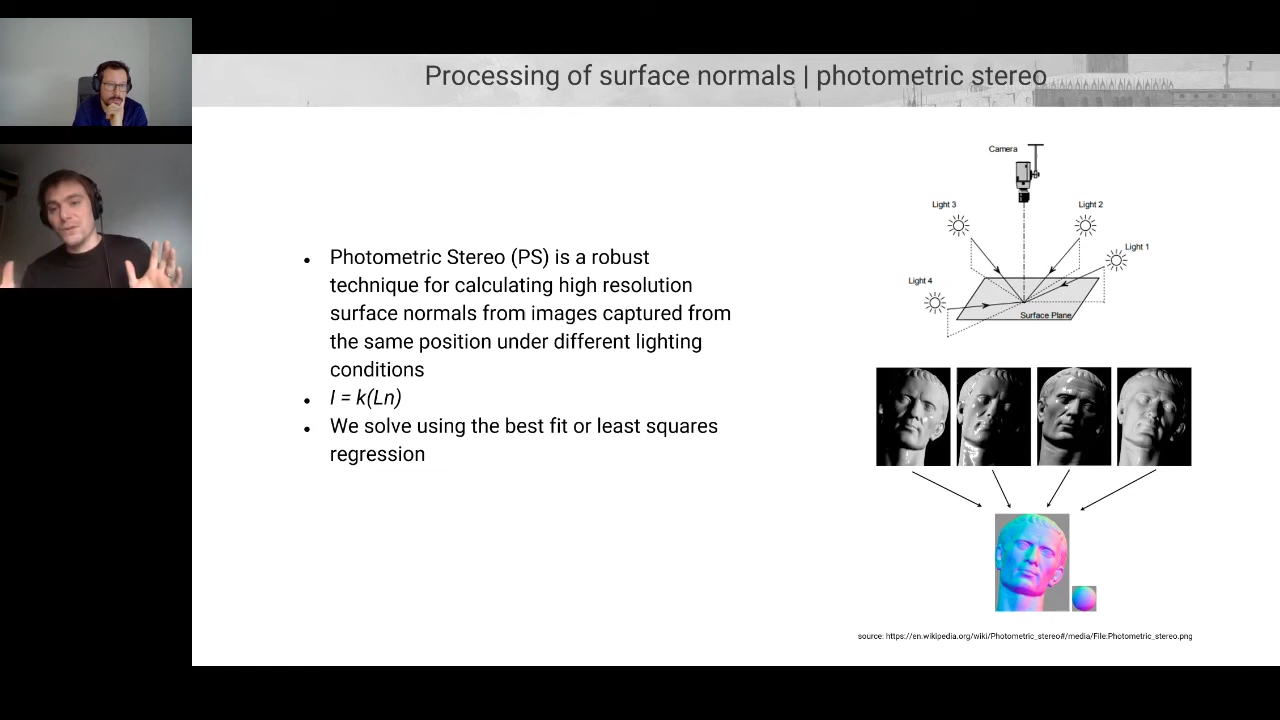 Processing of surface normals | photometric stereo
• Photometric Stereo (PS) is a robust
technique for calculating high resolution
surface normals from images captured from
the same position under different lighting
conditions
• I = k(Ln)
• We solve using the best fit or least squares
regression
Camera
Light 3
Light 2
Light 1
Light 4
Surface Plane
source: https://en.wikipedia.org/wiki/Photometric_stereo#/media/File:Photometric_stereo.png